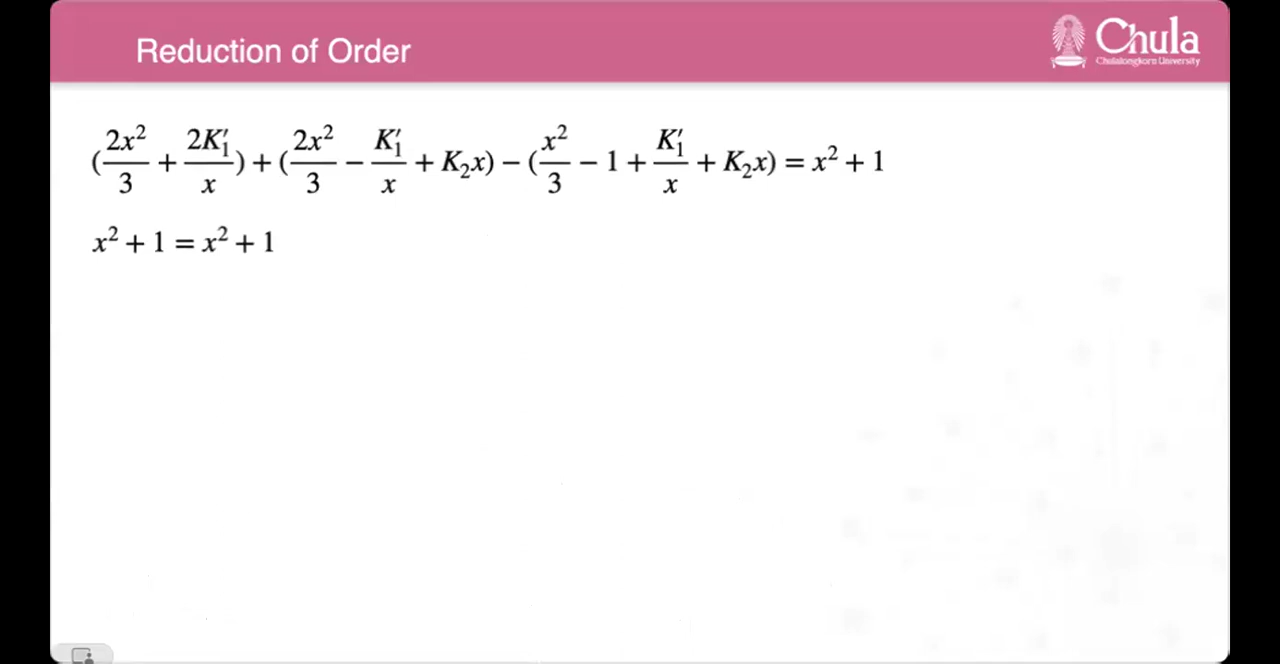 Reduction of Order
Chula
Chulalongkorn University
(2x²/3 + 2K₁′/x) + (2x²/3 − K₁′/x + K₂x) − (x²/3 − 1 + K₁′/x + K₂x) = x² + 1
x² + 1 = x² + 1